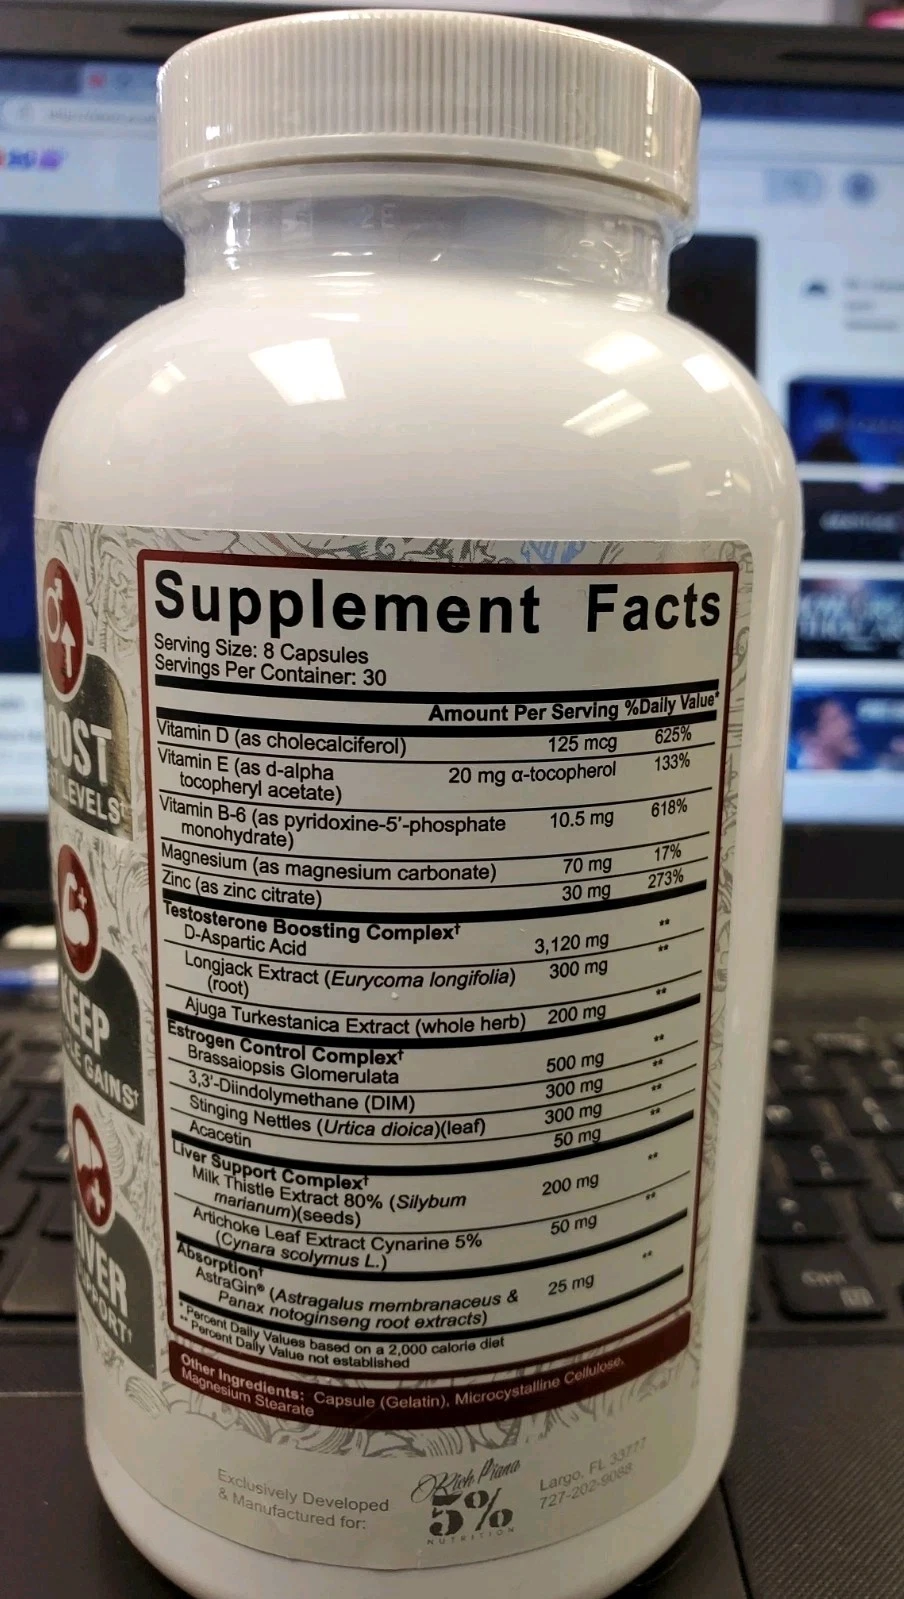 Supplement Facts
Serving Size: 8 Capsules
Servings Per Container: 30
Amount Per Serving %Daily Value*
Vitamin D (as cholecalciferol) 125 mcg 625%
Vitamin E (as d-alpha 20 mg α-tocopherol 133%
tocopheryl acetate)
Vitamin B-6 (as pyridoxine-5'-phosphate 10.5 mg 618%
monohydrate)
Magnesium (as magnesium carbonate) 70 mg 17%
Zinc (as zinc citrate) 30 mg 273%
Testosterone Boosting Complex†
D-Aspartic Acid 3,120 mg **
Longjack Extract (Eurycoma longifolia) 300 mg **
(root)
Ajuga Turkestanica Extract (whole herb) 200 mg **
Estrogen Control Complex†
Brassaiopsis Glomerulata 500 mg **
3,3'-Diindolymethane (DIM) 300 mg **
Stinging Nettles (Urtica dioica)(leaf) 300 mg **
Acacetin 50 mg **
Liver Support Complex†
Milk Thistle Extract 80% (Silybum 200 mg **
marianum)(seeds)
Artichoke Leaf Extract Cynarine 5% 50 mg **
(Cynara scolymus L.)
Absorption†
AstraGin® (Astragalus membranaceus & 25 mg **
Panax notoginseng root extracts)
* Percent Daily Values based on a 2,000 calorie diet
** Percent Daily Value not established
Other Ingredients: Capsule (Gelatin), Microcystalline Cellulose,
Magnesium Stearate
Exclusively Developed
& Manufactured for:
Rich Piana
5%
NUTRITION
Largo, FL 33777
727-202-9088
OOST
LEVELS†
KEEP
LE GAINS†
IVER
PPORT†